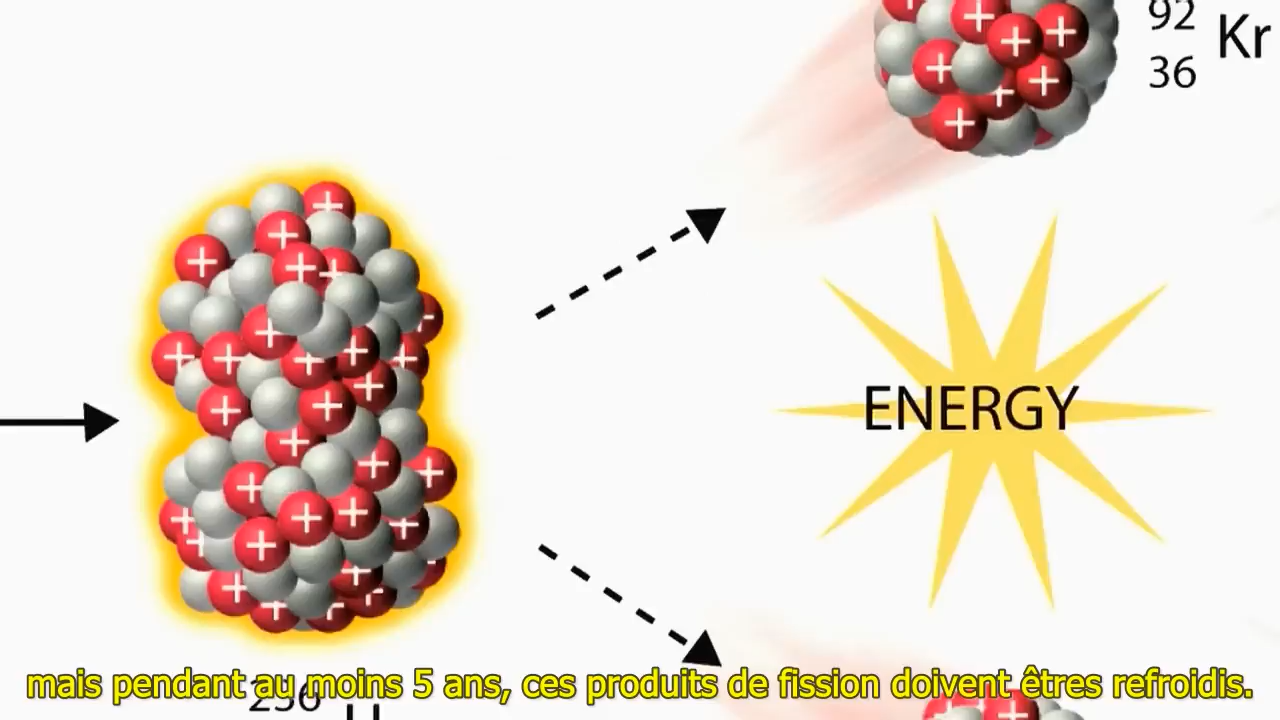 92
36 Kr
ENERGY
mais pendant au moins 5 ans, ces produits de fission doivent êtres refroidis.